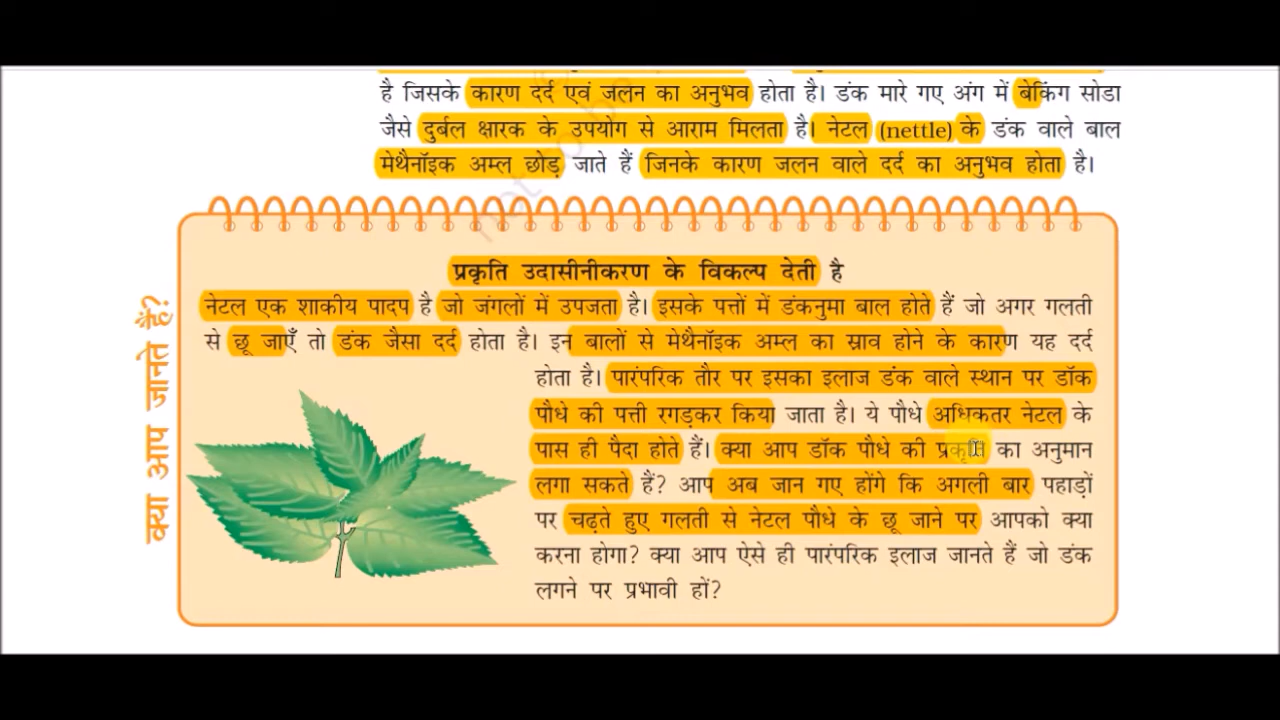 है जिसके कारण दर्द एवं जलन का अनुभव होता है। डंक मारे गए अंग में बेकिंग सोडा
जैसे दुर्बल क्षारक के उपयोग से आराम मिलता है। नेटल (nettle) के डंक वाले बाल
मेथैनॉइक अम्ल छोड़ जाते हैं जिनके कारण जलन वाले दर्द का अनुभव होता है।
क्या आप जानते हैं?
प्रकृति उदासीनीकरण के विकल्प देती है
नेटल एक शाकीय पादप है जो जंगलों में उपजता है। इसके पत्तों में डंकनुमा बाल होते हैं जो अगर गलती
से छू जाएँ तो डंक जैसा दर्द होता है। इन बालों से मेथैनॉइक अम्ल का स्राव होने के कारण यह दर्द
होता है। पारंपरिक तौर पर इसका इलाज डंक वाले स्थान पर डॉक
पौधे की पत्ती रगड़कर किया जाता है। ये पौधे अधिकतर नेटल के
पास ही पैदा होते हैं। क्या आप डॉक पौधे की प्रकृति का अनुमान
लगा सकते हैं? आप अब जान गए होंगे कि अगली बार पहाड़ों
पर चढ़ते हुए गलती से नेटल पौधे के छू जाने पर आपको क्या
करना होगा? क्या आप ऐसे ही पारंपरिक इलाज जानते हैं जो डंक
लगने पर प्रभावी हों?